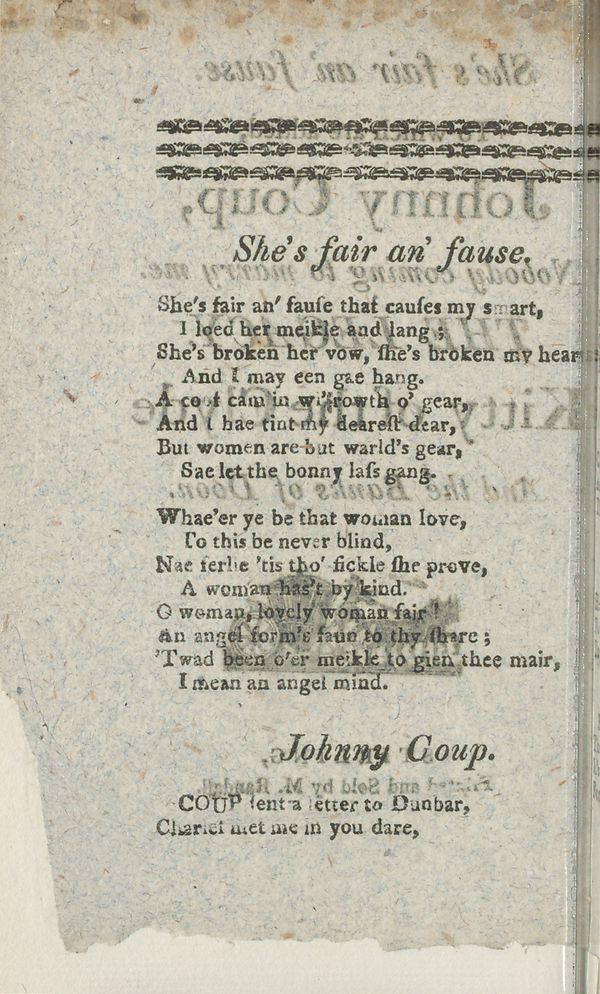 She's fair an' fause.
She's fair an' fauſe that cauſes my smart,
I loed her meikle and lang;
She's broken her vow, ſhe's broken my hear
And I may een gae hang.
A coof cam in wi' rowth o' gear,
And I hae tint my deareſt dear,
But women are but warld's gear,
Sae let the bonny laſs gang.
Whae'er ye be that woman love,
To this be never blind,
Nae ferlie 'tis tho' fickle ſhe prove,
A woman has't by kind.
O woman, lovely woman fair!
An angel form's faun to thy ſhare;
'Twad been o'er meikle to gien thee mair,
I mean an angel mind.
Johnny Coup.
COUP ſent a letter to Dunbar,
Charlei met me in you dare,